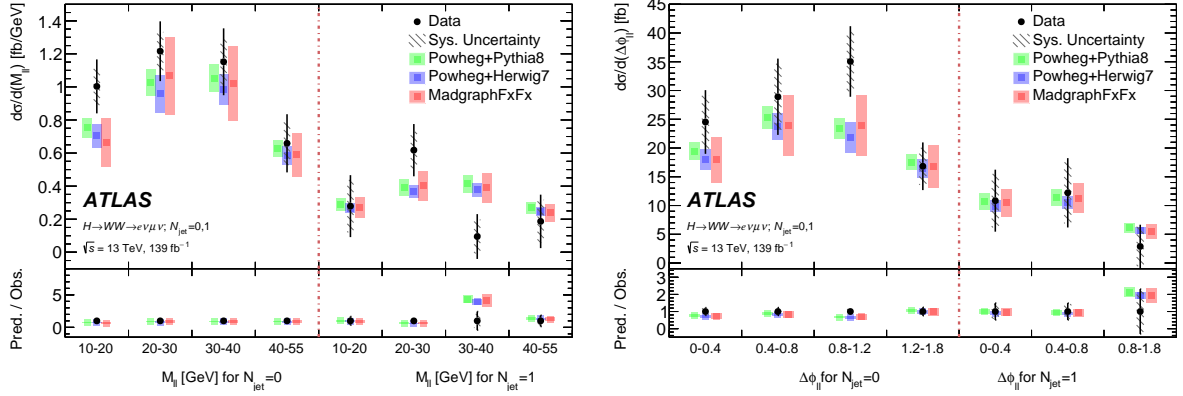 dσ/d(M_ll) [fb/GeV]
1.4
1.2
1
0.8
0.6
0.4
0.2
0
Data
Sys. Uncertainty
Powheg+Pythia8
Powheg+Herwig7
MadgraphFxFx
ATLAS
H→WW→eνμν; N_jet=0,1
√s = 13 TeV, 139 fb⁻¹
Pred. / Obs.
5
0
10-20 20-30 30-40 40-55 10-20 20-30 30-40 40-55
M_ll [GeV] for N_jet=0 M_ll [GeV] for N_jet=1
dσ/d(Δφ_ll) [fb]
45
40
35
30
25
20
15
10
5
0
Data
Sys. Uncertainty
Powheg+Pythia8
Powheg+Herwig7
MadgraphFxFx
ATLAS
H→WW→eνμν; N_jet=0,1
√s = 13 TeV, 139 fb⁻¹
Pred. / Obs.
3
2
1
0
0-0.4 0.4-0.8 0.8-1.2 1.2-1.8 0-0.4 0.4-0.8 0.8-1.8
Δφ_ll for N_jet=0 Δφ_ll for N_jet=1